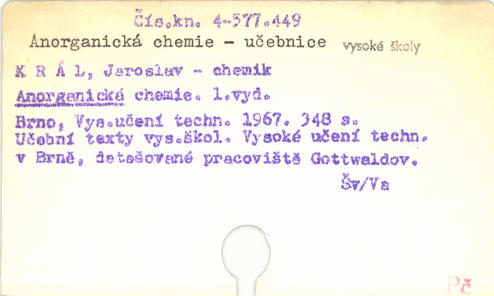 Čís.kn. 4-577.449
Anorganická chemie - učebnice vysoké školy
K R Á L, Jaroslav - chemik
Anorganická chemie. 1.vyd.
Brno, Vys.učení techn. 1967. 348 s.
Učební texty vys.škol. Vysoké učení techn.
v Brně, detašované pracoviště Gottwaldov.
Šv/Va
Pč